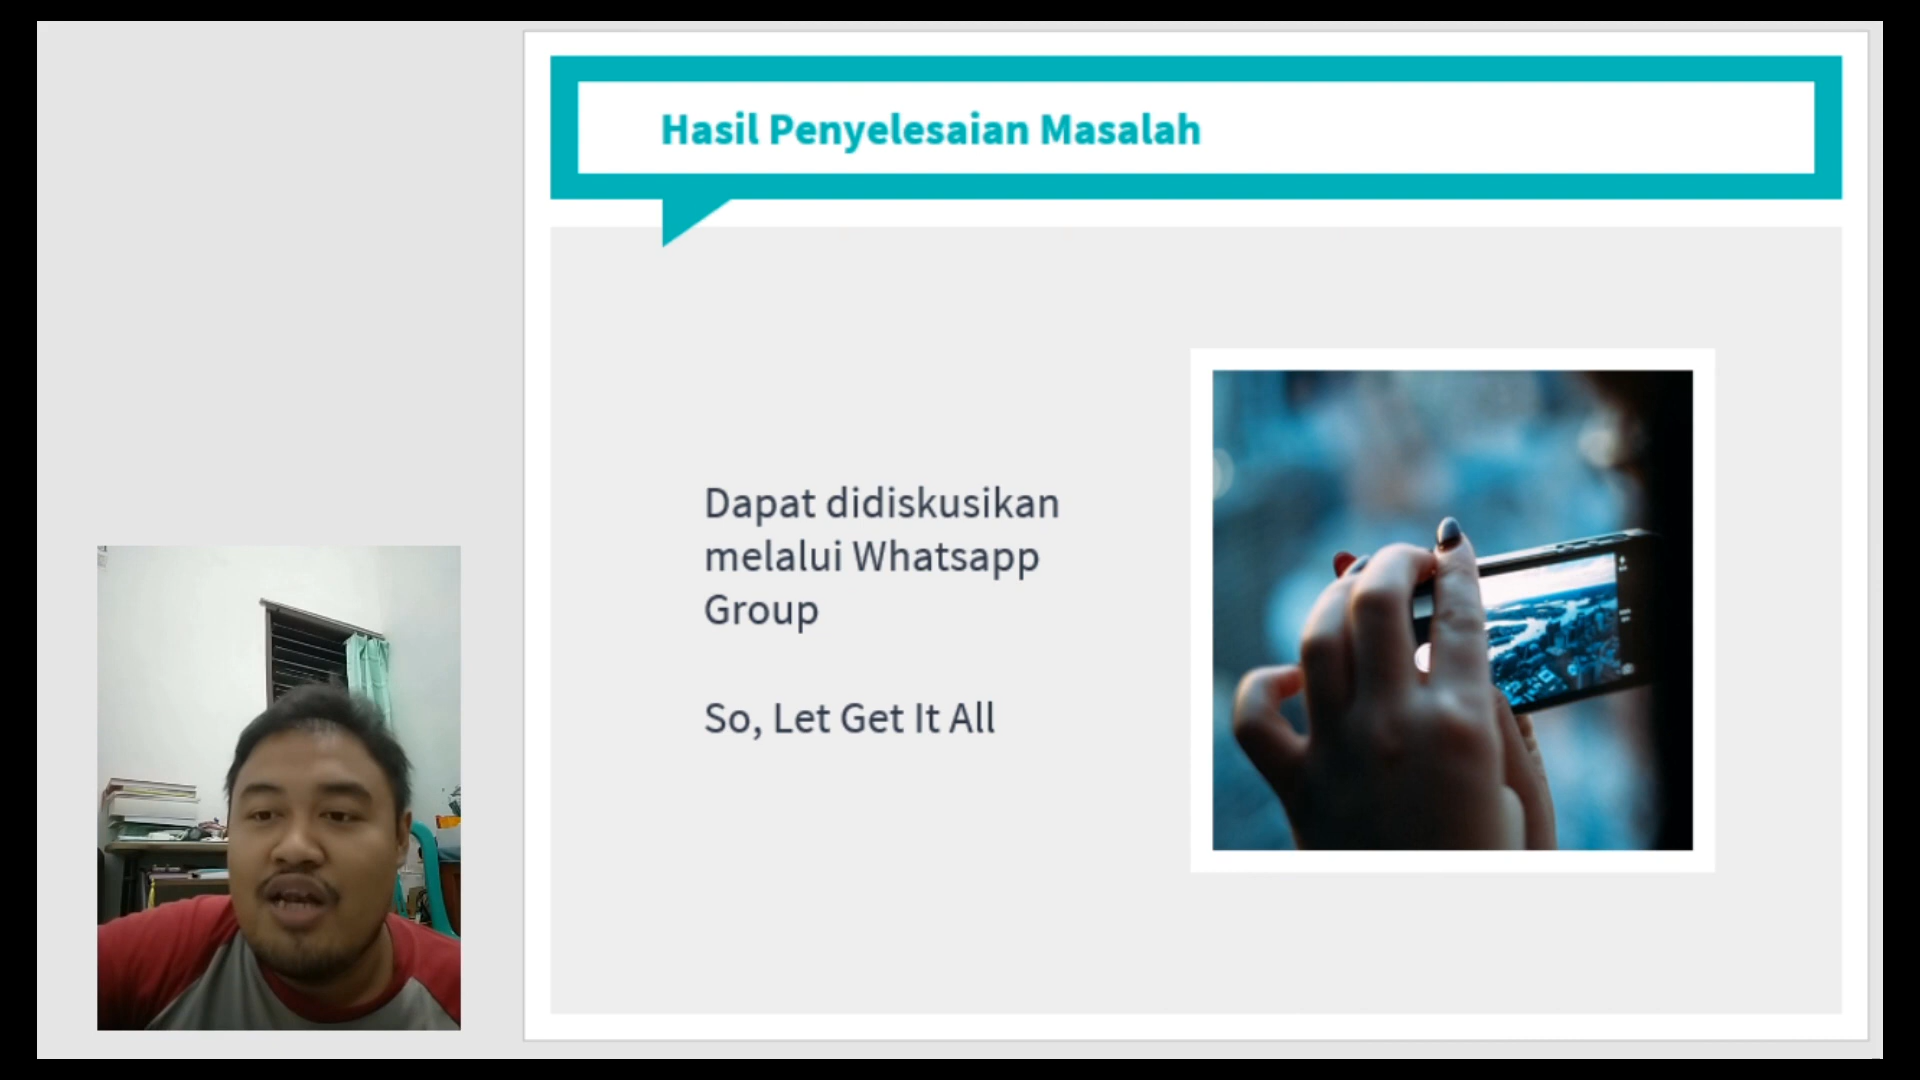 Hasil Penyelesaian Masalah
Dapat didiskusikan
melalui Whatsapp
Group
So, Let Get It All